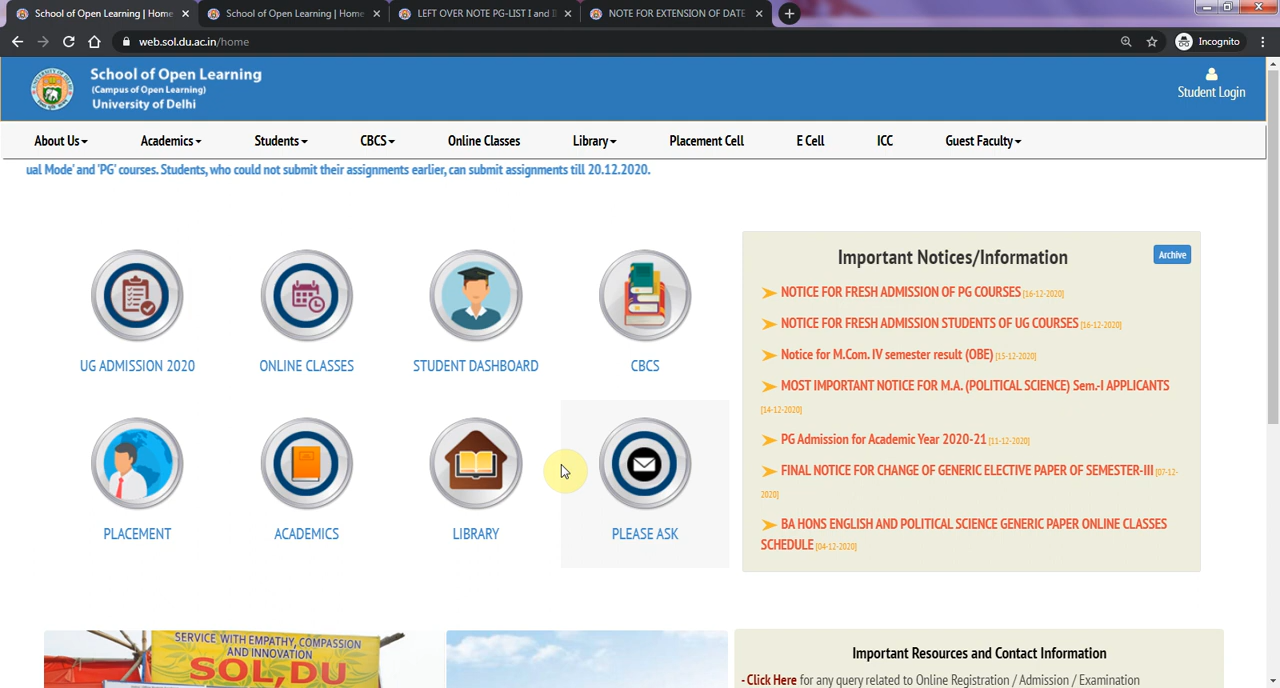 School of Open Learning | Home
School of Open Learning | Home
LEFT OVER NOTE PG-LIST I and
NOTE FOR EXTENSION OF DATE
web.sol.du.ac.in/home
Incognito
School of Open Learning
(Campus of Open Learning)
University of Delhi
Student Login
About Us
Academics
Students
CBCS
Online Classes
Library
Placement Cell
E Cell
ICC
Guest Faculty
ual Mode' and 'PG' courses. Students, who could not submit their assignments earlier, can submit assignments till 20.12.2020.
UG ADMISSION 2020
ONLINE CLASSES
STUDENT DASHBOARD
CBCS
PLACEMENT
ACADEMICS
LIBRARY
PLEASE ASK
Important Notices/Information
Archive
NOTICE FOR FRESH ADMISSION OF PG COURSES [16-12-2020]
NOTICE FOR FRESH ADMISSION STUDENTS OF UG COURSES [16-12-2020]
Notice for M.Com. IV semester result (OBE) [15-12-2020]
MOST IMPORTANT NOTICE FOR M.A. (POLITICAL SCIENCE) Sem.-I APPLICANTS
[14-12-2020]
PG Admission for Academic Year 2020-21 [11-12-2020]
FINAL NOTICE FOR CHANGE OF GENERIC ELECTIVE PAPER OF SEMESTER-III [07-12-
2020]
BA HONS ENGLISH AND POLITICAL SCIENCE GENERIC PAPER ONLINE CLASSES
SCHEDULE [04-12-2020]
SERVICE WITH EMPATHY, COMPASSION
AND INNOVATION
SOL,DU
Important Resources and Contact Information
- Click Here for any query related to Online Registration / Admission / Examination